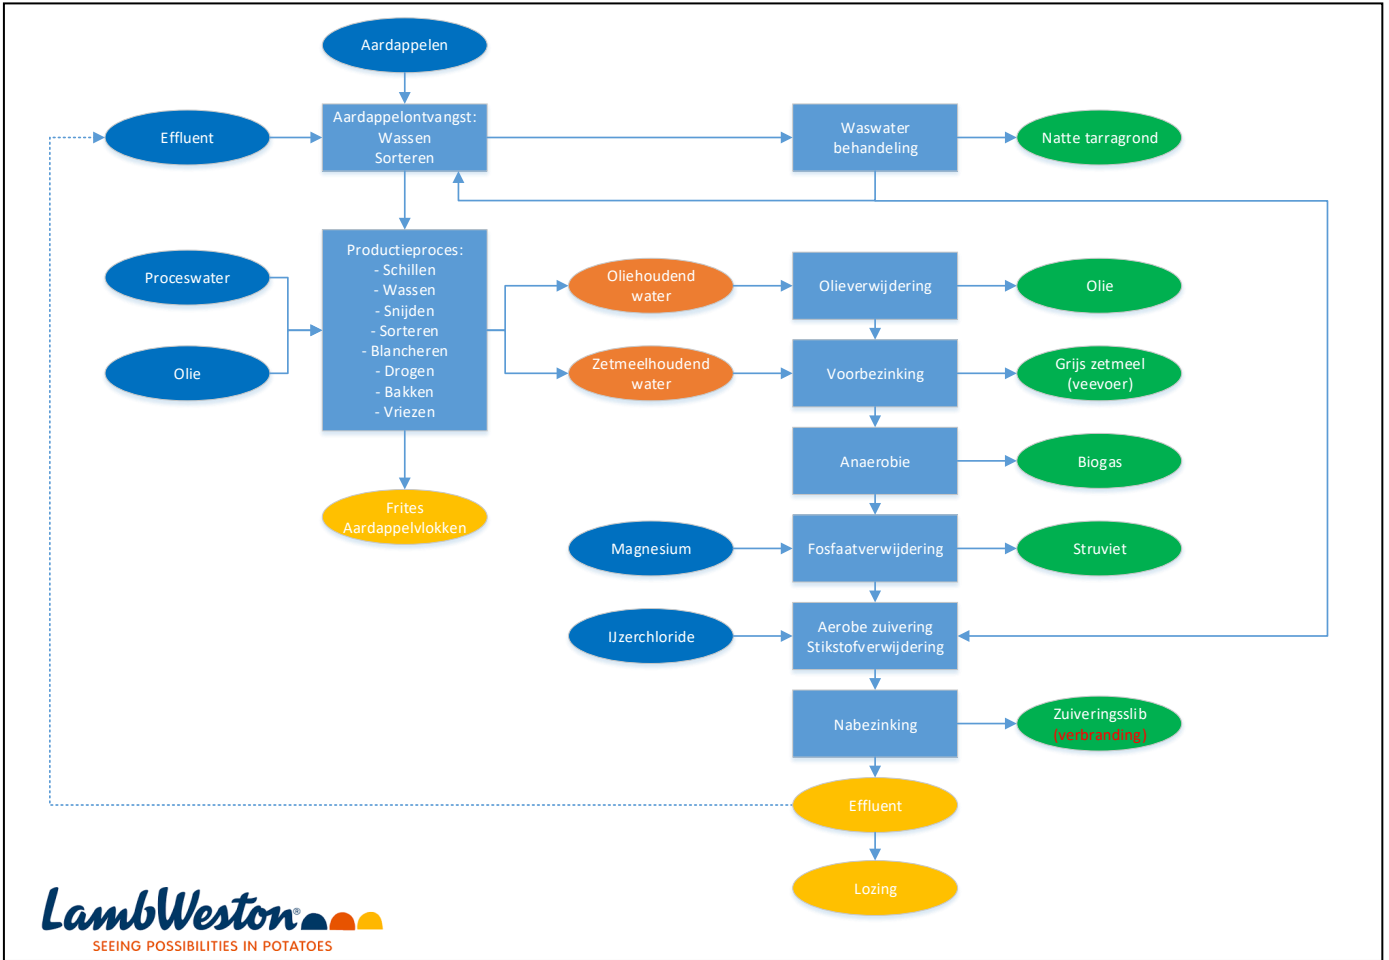 Aardappelen
Effluent
Aardappelontvangst:
Wassen
Sorteren
Waswater
behandeling
Natte tarragrond
Proceswater
Olie
Productieproces:
- Schillen
- Wassen
- Snijden
- Sorteren
- Blancheren
- Drogen
- Bakken
- Vriezen
Oliehoudend
water
Olieverwijdering
Olie
Zetmeelhoudend
water
Voorbezinking
Grijs zetmeel
(veevoer)
Anaerobie
Biogas
Frites
Aardappelvlokken
Magnesium
Fosfaatverwijdering
Struviet
IJzerchloride
Aerobe zuivering
Stikstofverwijdering
Nabezinking
Zuiveringsslib
(verbranding)
Effluent
Lozing
LambWeston®
SEEING POSSIBILITIES IN POTATOES